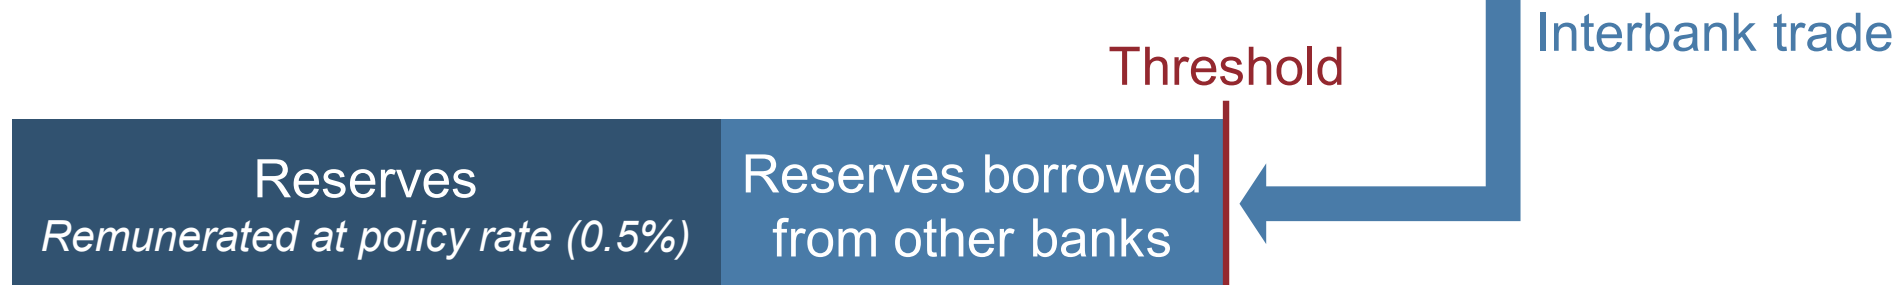 Interbank trade
Threshold
Reserves
Remunerated at policy rate (0.5%)
Reserves borrowed
from other banks